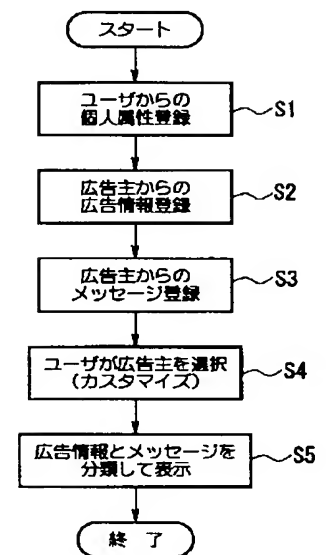 スタート
ユーザからの
個人属性登録
S1
広告主からの
広告情報登録
S2
広告主からの
メッセージ登録
S3
ユーザが広告主を選択
(カスタマイズ)
S4
広告情報とメッセージを
分類して表示
S5
終 了